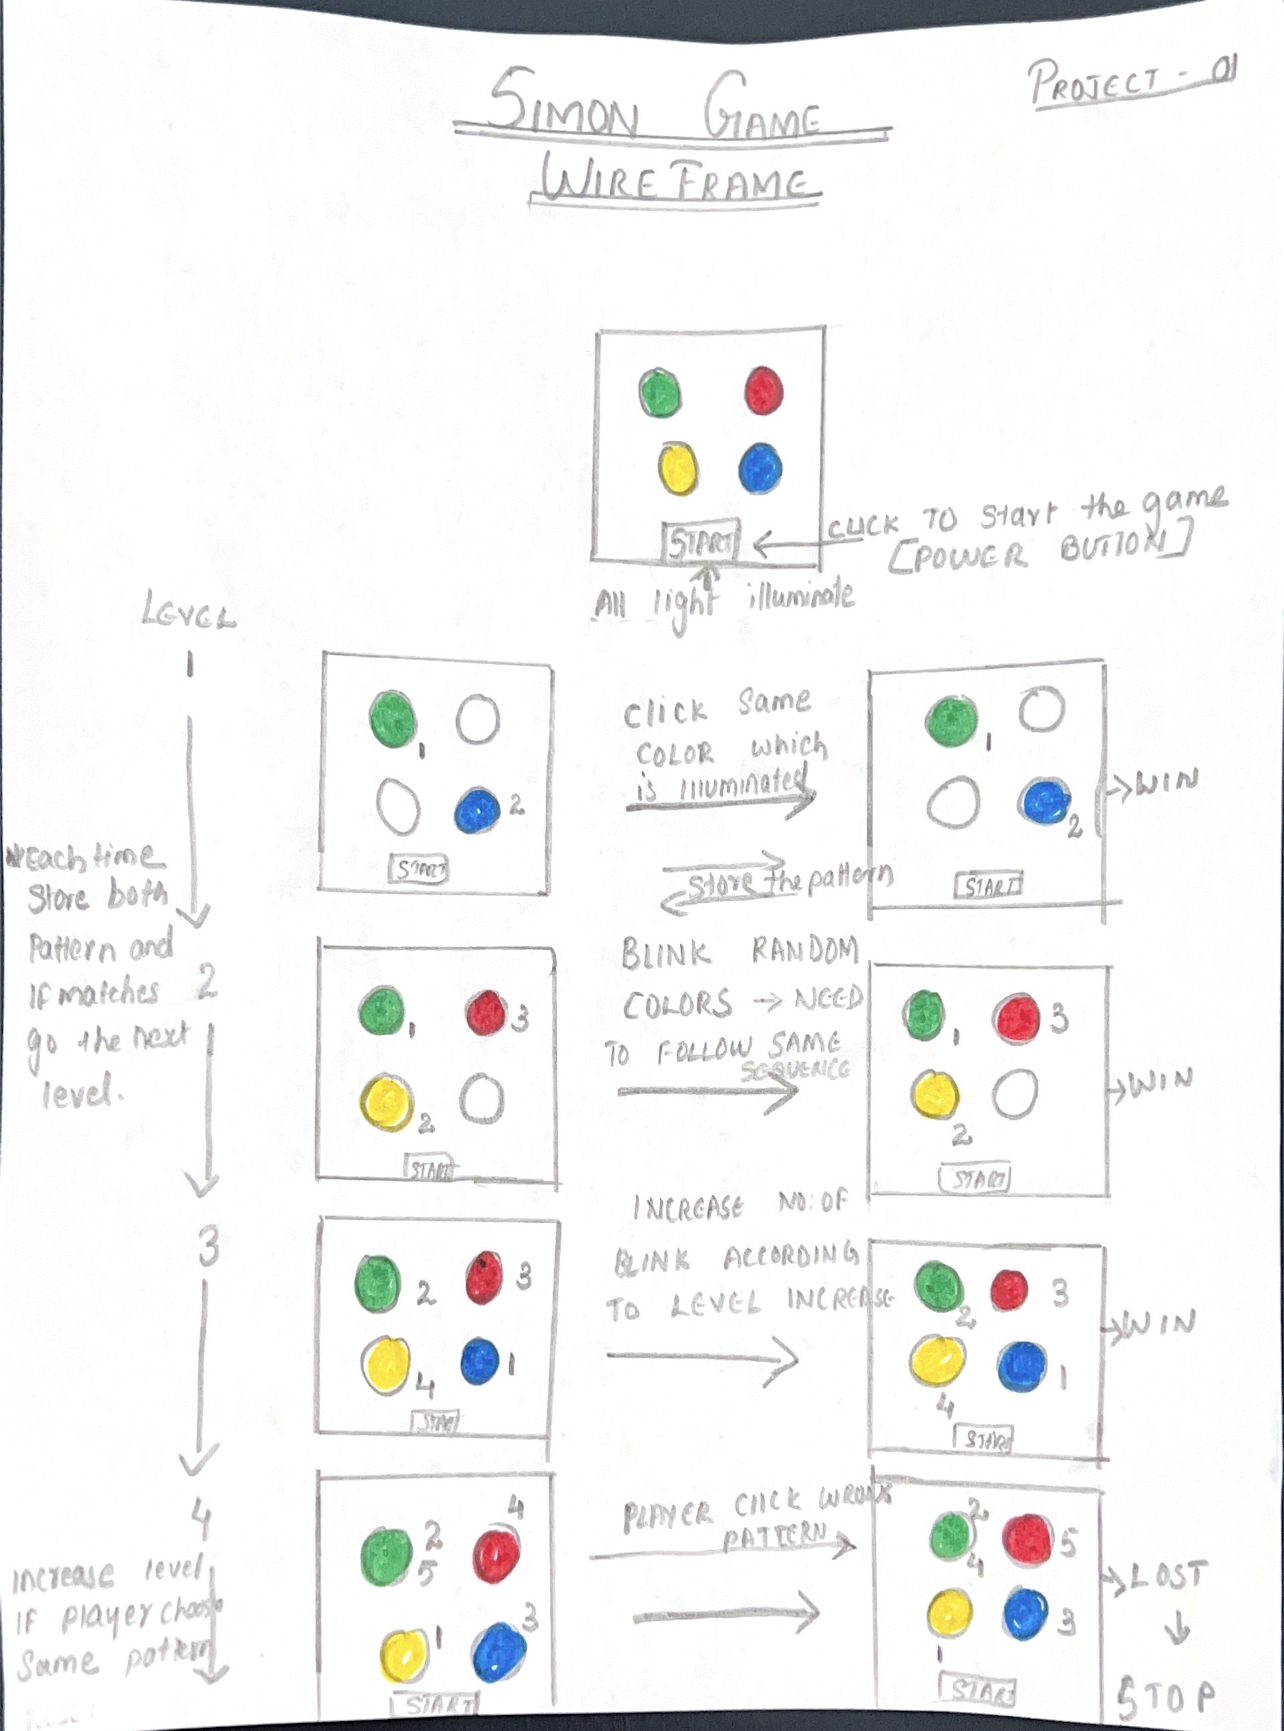 PROJECT - 01
SIMON GAME
WIREFRAME
START
CLICK TO Start the game
[POWER BUTTON]
All light illuminate
LEVEL
1
1
2
START
Click Same
COLOR which
is Illuminated
Store the pattern
1
2
START
WIN
*Each time
Store both
Pattern and
If matches
go the next
level.
2
1
3
2
START
BLINK RANDOM
COLORS → NEED
TO FOLLOW SAME
SEQUENCE
1
3
2
START
WIN
3
2
3
4
1
START
INCREASE NO: OF
BLINK ACCORDING
TO LEVEL INCREASE
2
3
4
1
START
WIN
4
Increase level
IF Player choose
Same pattern
2
5
4
1
3
START
PLAYER Click WRONG
PATTERN
2
4
5
1
3
START
LOST
STOP